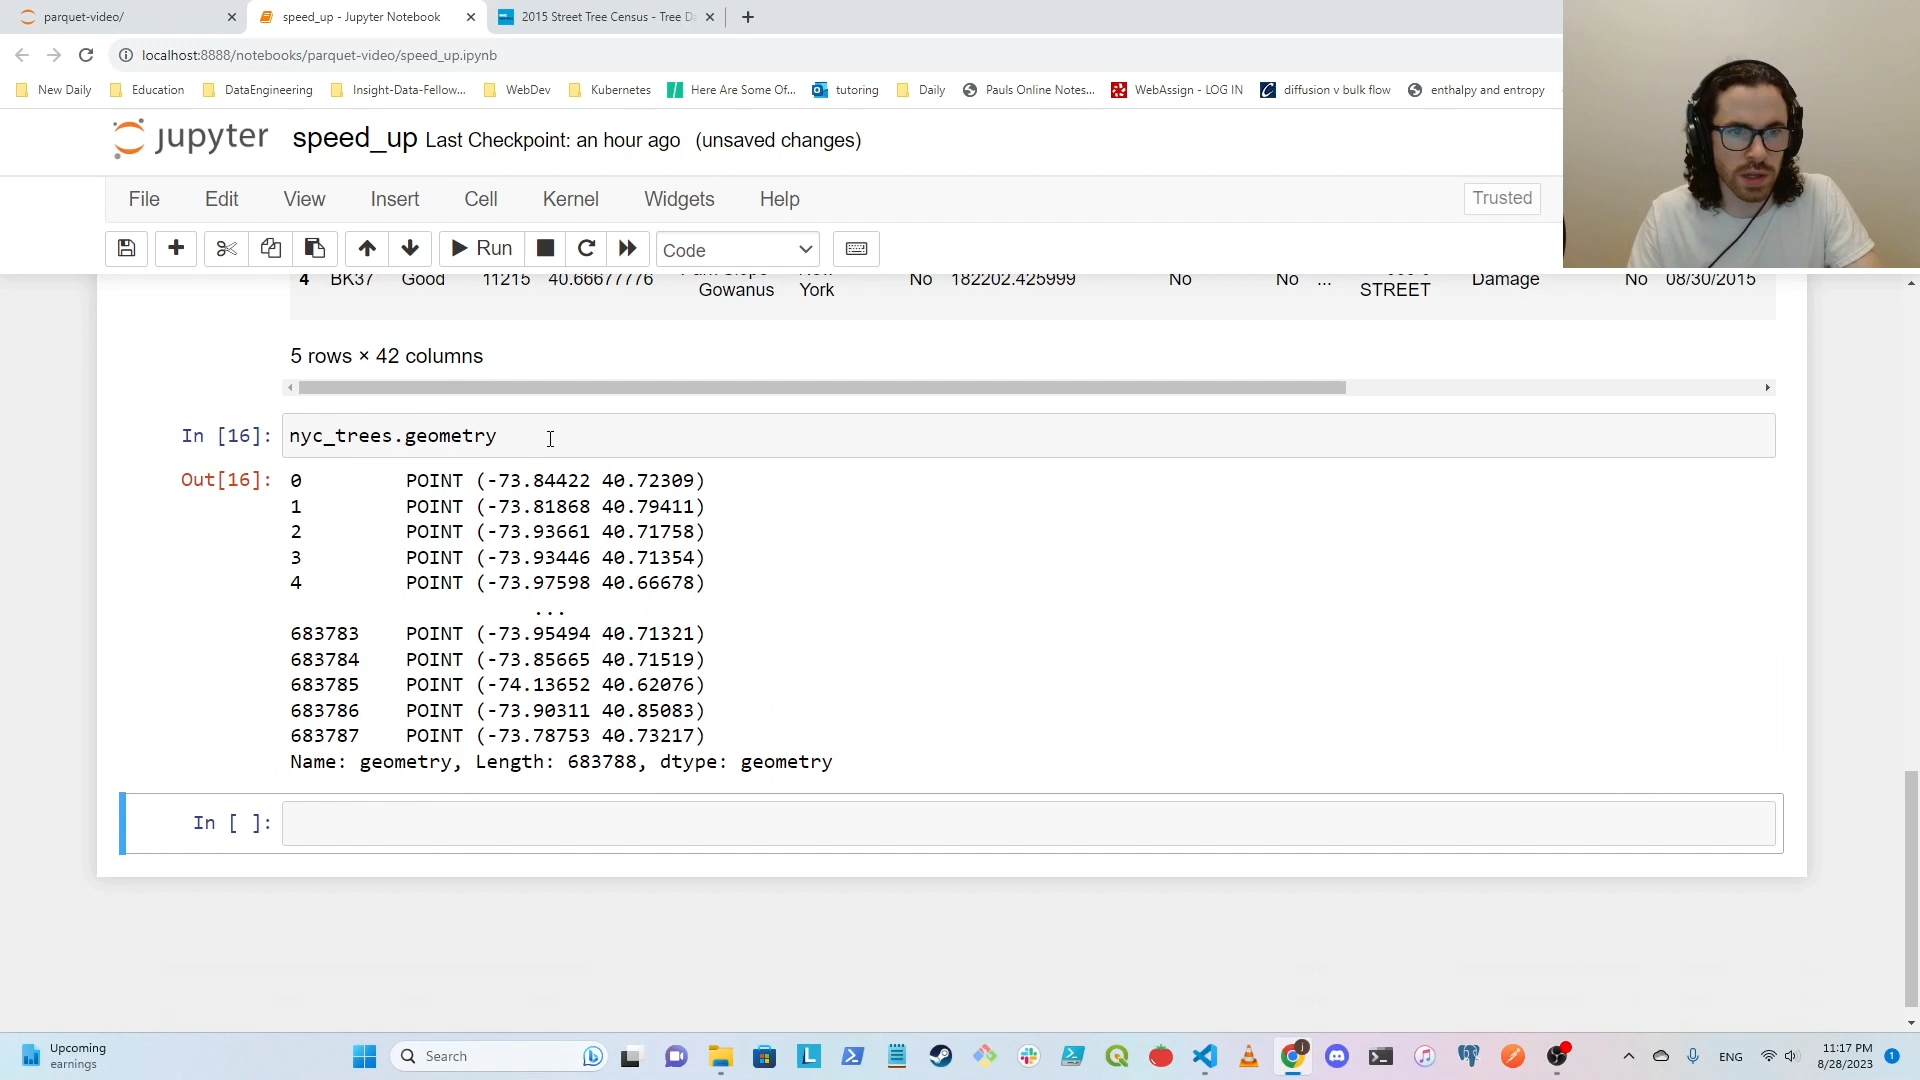 parquet-video/
speed_up - Jupyter Notebook
2015 Street Tree Census - Tree Da
localhost:8888/notebooks/parquet-video/speed_up.ipynb
New Daily Education DataEngineering Insight-Data-Fellow... WebDev Kubernetes Here Are Some Of... tutoring Daily Pauls Online Notes... WebAssign - LOG IN diffusion v bulk flow enthalpy and entropy
jupyter speed_up Last Checkpoint: an hour ago (unsaved changes)
File Edit View Insert Cell Kernel Widgets Help Trusted
Run Code
4 BK37 Good 11215 40.66677776 Gowanus York No 182202.425999 No No ... STREET Damage No 08/30/2015
5 rows × 42 columns
In [16]: nyc_trees.geometry
Out[16]: 0 POINT (-73.84422 40.72309)
1 POINT (-73.81868 40.79411)
2 POINT (-73.93661 40.71758)
3 POINT (-73.93446 40.71354)
4 POINT (-73.97598 40.66678)
...
683783 POINT (-73.95494 40.71321)
683784 POINT (-73.85665 40.71519)
683785 POINT (-74.13652 40.62076)
683786 POINT (-73.90311 40.85083)
683787 POINT (-73.78753 40.73217)
Name: geometry, Length: 683788, dtype: geometry
In [ ]:
Upcoming
earnings
Search
ENG
11:17 PM
8/28/2023
1